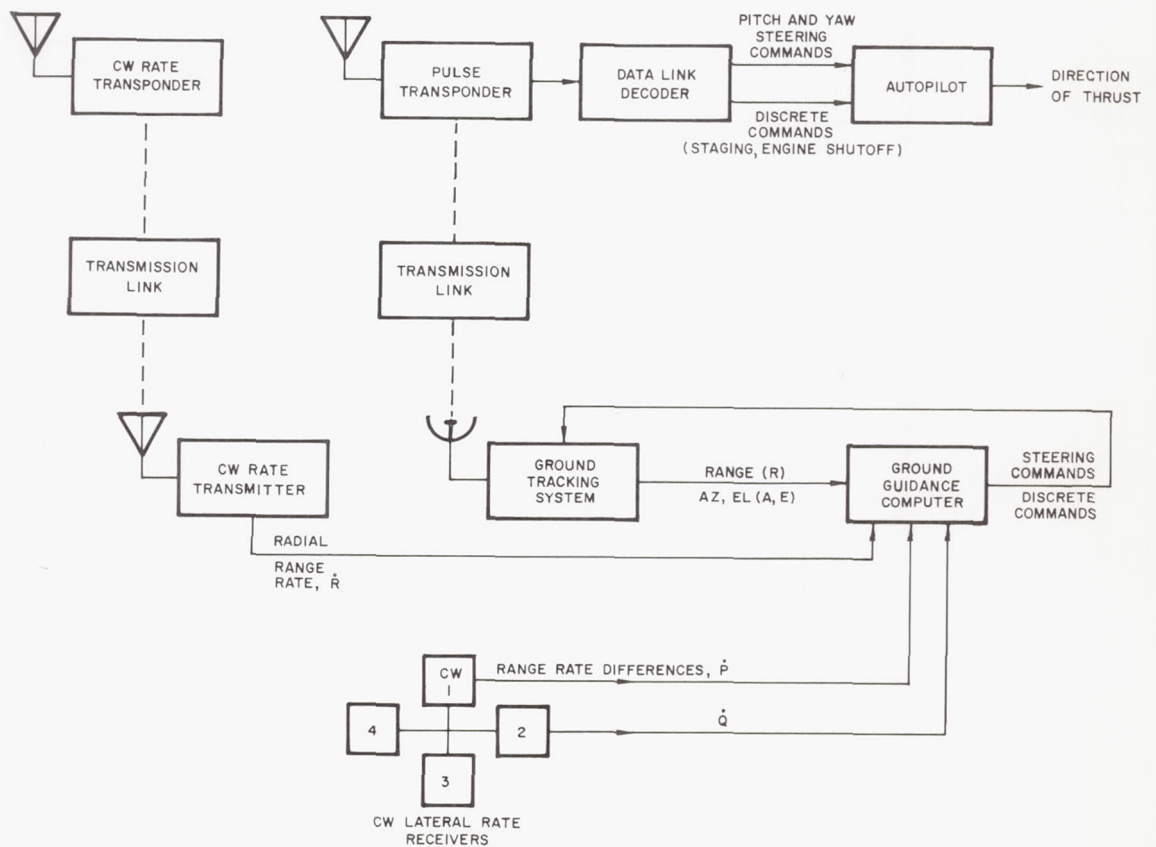 PITCH AND YAW
STEERING
COMMANDS
CW RATE
TRANSPONDER
PULSE
TRANSPONDER
DATA LINK
DECODER
AUTOPILOT
DIRECTION
OF THRUST
DISCRETE
COMMANDS
(STAGING, ENGINE SHUTOFF)
TRANSMISSION
LINK
TRANSMISSION
LINK
CW RATE
TRANSMITTER
GROUND
TRACKING
SYSTEM
RANGE (R)
AZ, EL (A, E)
GROUND
GUIDANCE
COMPUTER
STEERING
COMMANDS
DISCRETE
COMMANDS
RADIAL
RANGE
RATE, Ṙ
CW
1
RANGE RATE DIFFERENCES, Ṗ
4
2
Q̇
3
CW LATERAL RATE
RECEIVERS